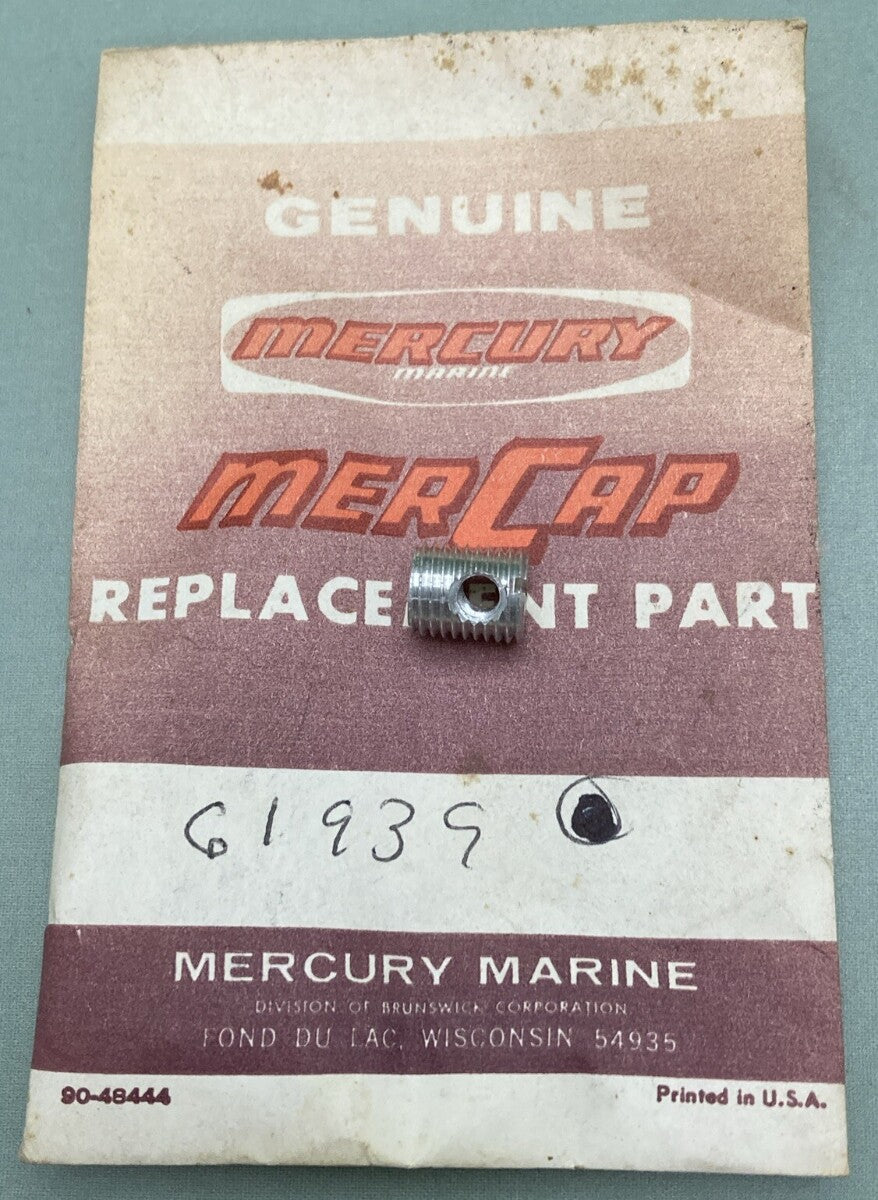 GENUINE
MERCURY
MARINE
MERCAP
REPLACE NT PART
61939
MERCURY MARINE
DIVISION OF BRUNSWICK CORPORATION
FOND DU LAC, WISCONSIN 54935
90-48444
Printed in U.S.A.